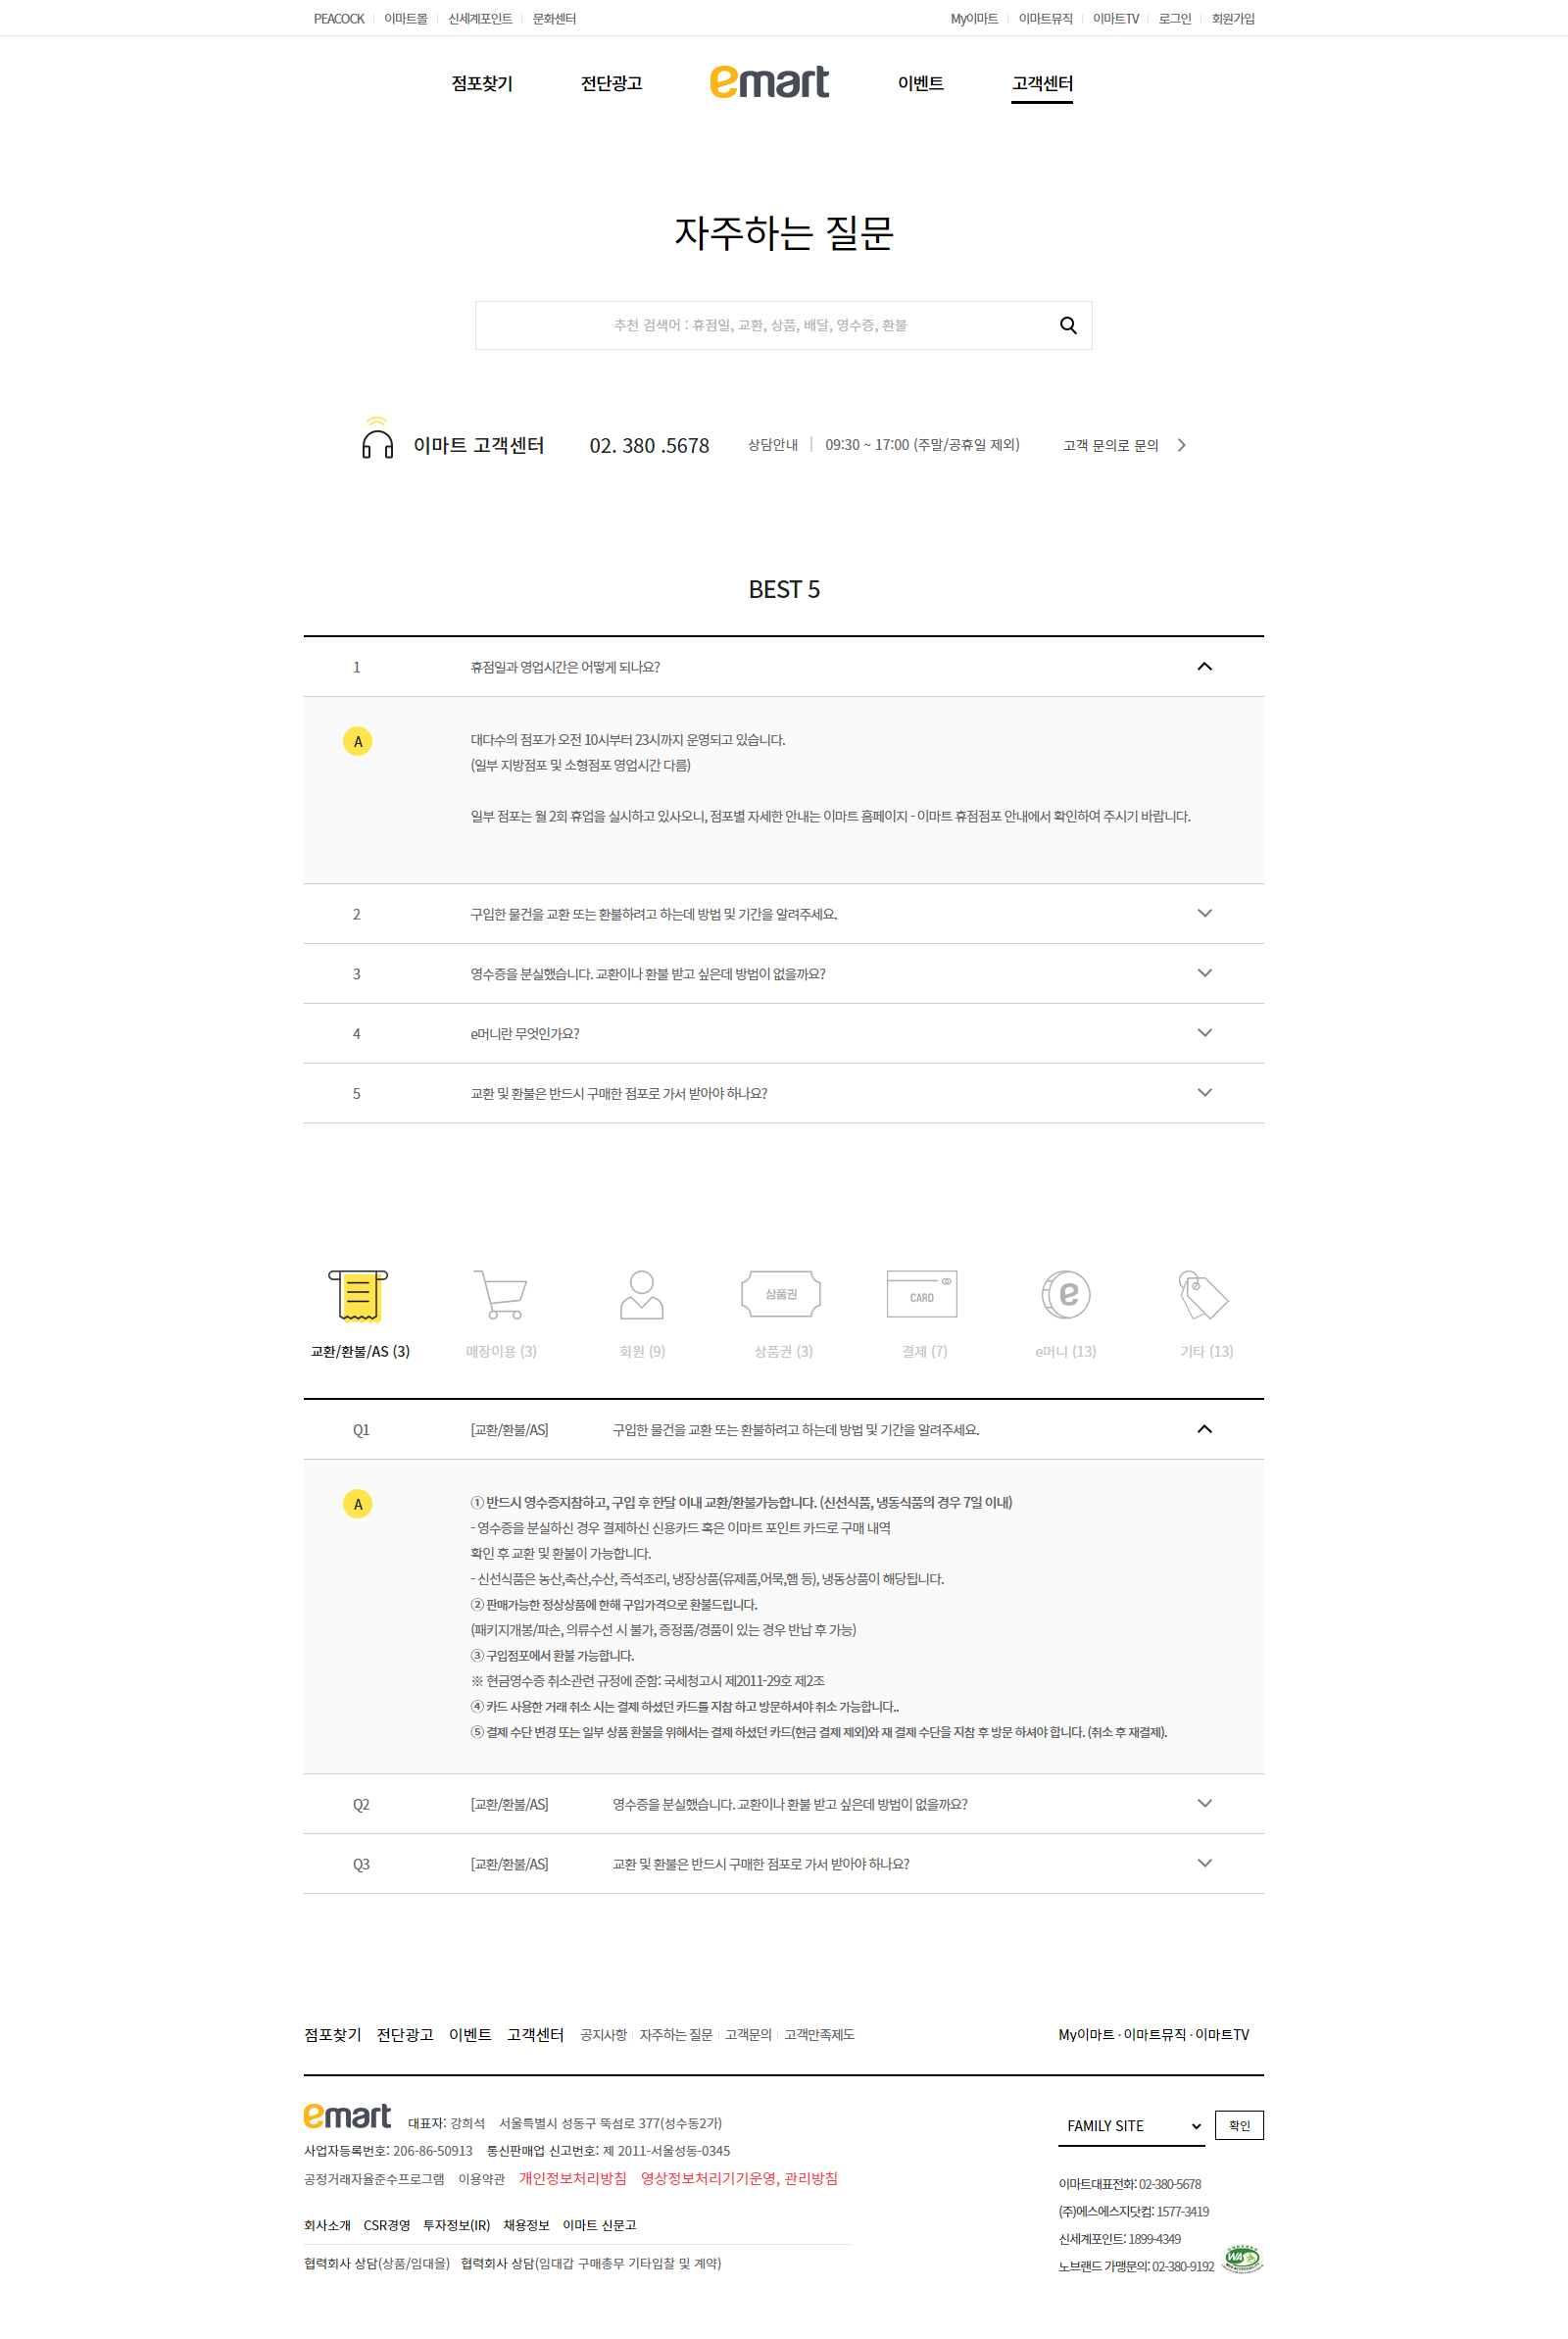 PEACOCK 이마트몰 신세계포인트 문화센터 My이마트 이마트뮤직 이마트TV 로그인 회원가입
점포찾기 전단광고 emart 이벤트 고객센터
자주하는 질문
추천 검색어 : 휴점일, 교환, 상품, 배달, 영수증, 환불
이마트 고객센터 02. 380 .5678 상담안내 09:30 ~ 17:00 (주말/공휴일 제외) 고객 문의로 문의
BEST 5
1 휴점일과 영업시간은 어떻게 되나요?
A 대다수의 점포가 오전 10시부터 23시까지 운영되고 있습니다.
(일부 지방점포 및 소형점포 영업시간 다름)
일부 점포는 월 2회 휴업을 실시하고 있사오니, 점포별 자세한 안내는 이마트 홈페이지 - 이마트 휴점점포 안내에서 확인하여 주시기 바랍니다.
2 구입한 물건을 교환 또는 환불하려고 하는데 방법 및 기간을 알려주세요.
3 영수증을 분실했습니다. 교환이나 환불 받고 싶은데 방법이 없을까요?
4 e머니란 무엇인가요?
5 교환 및 환불은 반드시 구매한 점포로 가서 받아야 하나요?
상품권 CARD e
교환/환불/AS (3) 매장이용 (3) 회원 (9) 상품권 (3) 결제 (7) e머니 (13) 기타 (13)
Q1 [교환/환불/AS] 구입한 물건을 교환 또는 환불하려고 하는데 방법 및 기간을 알려주세요.
A ① 반드시 영수증지참하고, 구입 후 한달 이내 교환/환불가능합니다. (신선식품, 냉동식품의 경우 7일 이내)
- 영수증을 분실하신 경우 결제하신 신용카드 혹은 이마트 포인트 카드로 구매 내역
확인 후 교환 및 환불이 가능합니다.
- 신선식품은 농산,축산,수산, 즉석조리, 냉장상품(유제품,어묵,햄 등), 냉동상품이 해당됩니다.
② 판매가능한 정상상품에 한해 구입가격으로 환불드립니다.
(패키지개봉/파손, 의류수선 시 불가, 증정품/경품이 있는 경우 반납 후 가능)
③ 구입점포에서 환불 가능합니다.
※ 현금영수증 취소관련 규정에 준함: 국세청고시 제2011-29호 제2조
④ 카드 사용한 거래 취소 시는 결제 하셨던 카드를 지참 하고 방문하셔야 취소 가능합니다..
⑤ 결제 수단 변경 또는 일부 상품 환불을 위해서는 결제 하셨던 카드(현금 결제 제외)와 재 결제 수단을 지참 후 방문 하셔야 합니다. (취소 후 재결제).
Q2 [교환/환불/AS] 영수증을 분실했습니다. 교환이나 환불 받고 싶은데 방법이 없을까요?
Q3 [교환/환불/AS] 교환 및 환불은 반드시 구매한 점포로 가서 받아야 하나요?
점포찾기 전단광고 이벤트 고객센터 공지사항 자주하는 질문 고객문의 고객만족제도 My이마트 · 이마트뮤직 · 이마트TV
emart 대표자: 강희석 서울특별시 성동구 뚝섬로 377(성수동2가) FAMILY SITE 확인
사업자등록번호: 206-86-50913 통신판매업 신고번호: 제 2011-서울성동-0345
공정거래자율준수프로그램 이용약관 개인정보처리방침 영상정보처리기기운영, 관리방침
이마트대표전화: 02-380-5678
(주)에스에스지닷컴: 1577-3419
회사소개 CSR경영 투자정보(IR) 채용정보 이마트 신문고
신세계포인트: 1899-4349
협력회사 상담(상품/임대을) 협력회사 상담(임대갑 구매총무 기타입찰 및 계약)
노브랜드 가맹문의: 02-380-9192 WA